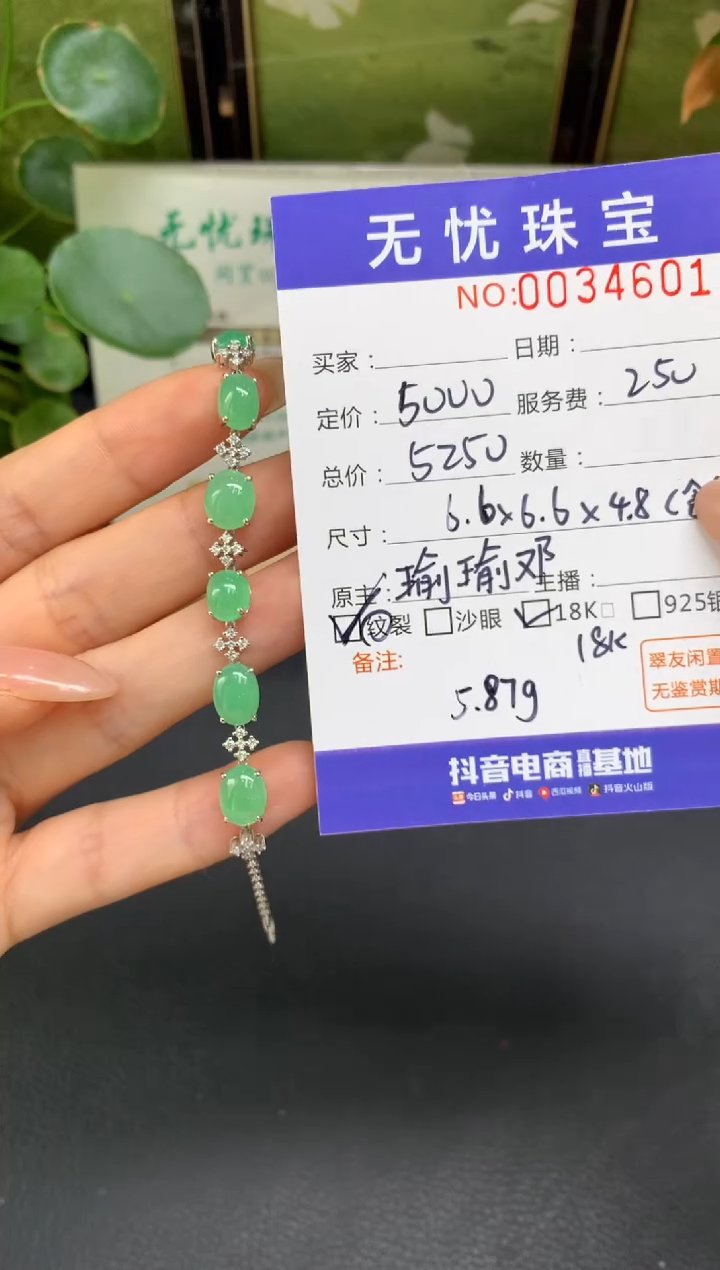 无忧珠
无忧珠宝
NO:0034601
买家: 日期:
定价: 5000 服务费: 250
总价: 5250 数量:
尺寸: 6.6x6.6x4.8(含
原主: 瑜瑜邓 主播:
纹裂 沙眼 18K 925银
18K
备注:
5.87g
翠友闲置
无鉴赏期
抖音电商直播基地
今日头条 抖音 西瓜视频 抖音火山版